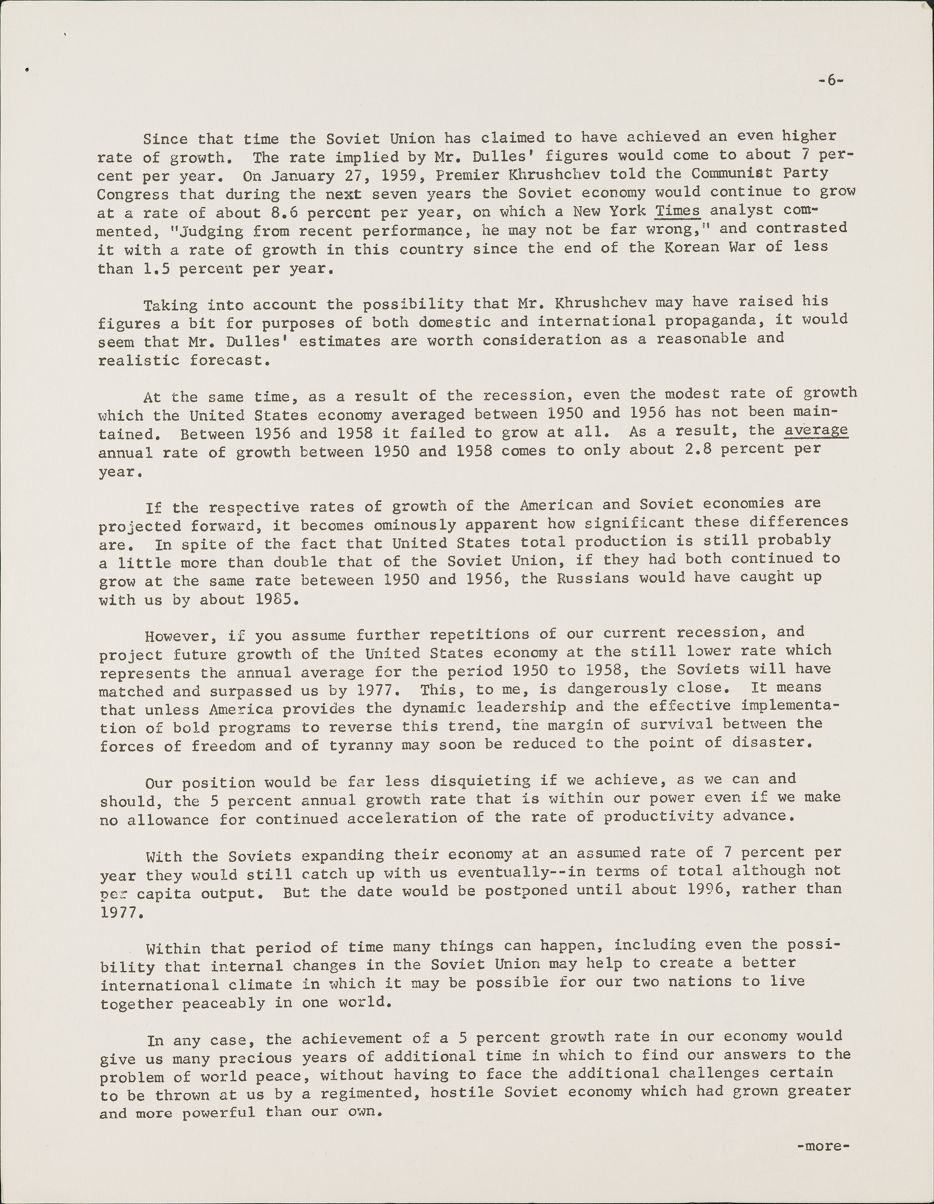 -6-
Since that time the Soviet Union has claimed to have achieved an even higher
rate of growth. The rate implied by Mr. Dulles' figures would come to about 7 per-
cent per year. On January 27, 1959, Premier Khrushchev told the Communist Party
Congress that during the next seven years the Soviet economy would continue to grow
at a rate of about 8.6 percent per year, on which a New York Times analyst com-
mented, "Judging from recent performance, he may not be far wrong," and contrasted
it with a rate of growth in this country since the end of the Korean War of less
than 1.5 percent per year.
Taking into account the possibility that Mr. Khrushchev may have raised his
figures a bit for purposes of both domestic and international propaganda, it would
seem that Mr. Dulles' estimates are worth consideration as a reasonable and
realistic forecast.
At the same time, as a result of the recession, even the modest rate of growth
which the United States economy averaged between 1950 and 1956 has not been main-
tained. Between 1956 and 1958 it failed to grow at all. As a result, the average
annual rate of growth between 1950 and 1958 comes to only about 2.8 percent per
year.
If the respective rates of growth of the American and Soviet economies are
projected forward, it becomes ominously apparent how significant these differences
are. In spite of the fact that United States total production is still probably
a little more than double that of the Soviet Union, if they had both continued to
grow at the same rate beteween 1950 and 1956, the Russians would have caught up
with us by about 1985.
However, if you assume further repetitions of our current recession, and
project future growth of the United States economy at the still lower rate which
represents the annual average for the period 1950 to 1958, the Soviets will have
matched and surpassed us by 1977. This, to me, is dangerously close. It means
that unless America provides the dynamic leadership and the effective implementa-
tion of bold programs to reverse this trend, the margin of survival between the
forces of freedom and of tyranny may soon be reduced to the point of disaster.
Our position would be far less disquieting if we achieve, as we can and
should, the 5 percent annual growth rate that is within our power even if we make
no allowance for continued acceleration of the rate of productivity advance.
With the Soviets expanding their economy at an assumed rate of 7 percent per
year they would still catch up with us eventually--in terms of total although not
per capita output. But the date would be postponed until about 1996, rather than
1977.
Within that period of time many things can happen, including even the possi-
bility that internal changes in the Soviet Union may help to create a better
international climate in which it may be possible for our two nations to live
together peaceably in one world.
In any case, the achievement of a 5 percent growth rate in our economy would
give us many precious years of additional time in which to find our answers to the
problem of world peace, without having to face the additional challenges certain
to be thrown at us by a regimented, hostile Soviet economy which had grown greater
and more powerful than our own.
-more-